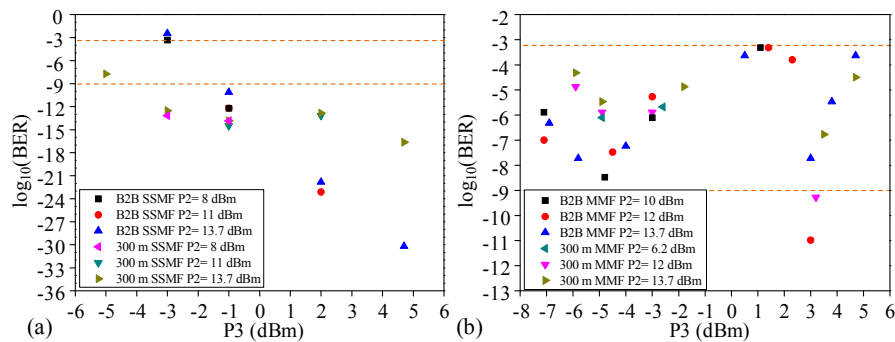 0
-3
-6
-9
-12
-15
-18
-21
-24
-27
-30
-33
-36
log10(BER)
B2B SSMF P2= 8 dBm
B2B SSMF P2= 11 dBm
B2B SSMF P2= 13.7 dBm
300 m SSMF P2= 8 dBm
300 m SSMF P2= 11 dBm
300 m SSMF P2= 13.7 dBm
-6 -5 -4 -3 -2 -1 0 1 2 3 4 5 6
(a)
P3 (dBm)
-2
-3
-4
-5
-6
-7
-8
-9
-10
-11
-12
-13
log10(BER)
B2B MMF P2= 10 dBm
B2B MMF P2= 12 dBm
B2B MMF P2= 13.7 dBm
300 m MMF P2= 6.2 dBm
300 m MMF P2= 12 dBm
300 m MMF P2= 13.7 dBm
-8 -7 -6 -5 -4 -3 -2 -1 0 1 2 3 4 5 6
(b)
P3 (dBm)